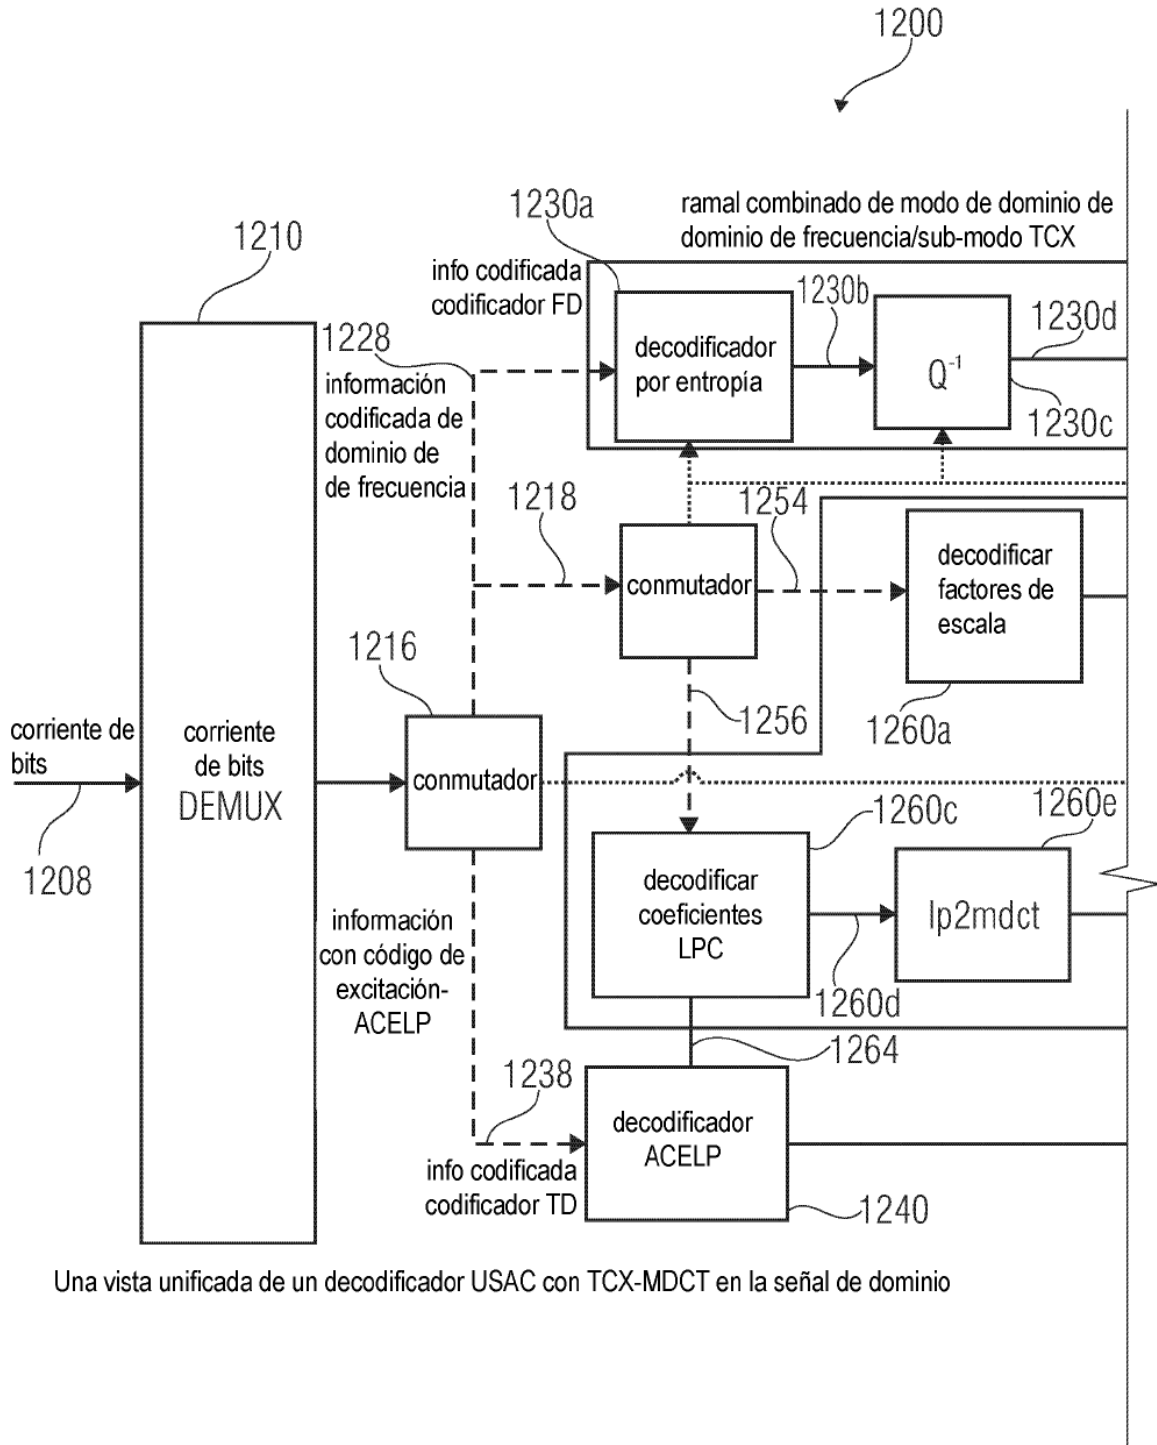 1200
1230a
ramal combinado de modo de dominio de
dominio de frecuencia/sub-modo TCX
1210
info codificada
codificador FD
1230b
1230d
1228
decodificador
por entropía
Q-1
1230c
información
codificada de
dominio de
de frecuencia
1218
1254
conmutador
decodificar
factores de
escala
1216
1256
1260a
corriente de
bits
corriente
de bits
DEMUX
conmutador
1208
1260c
1260e
decodificar
coeficientes
LPC
lp2mdct
1260d
información
con código de
excitación-
ACELP
1264
1238
decodificador
ACELP
info codificada
codificador TD
1240
Una vista unificada de un decodificador USAC con TCX-MDCT en la señal de dominio